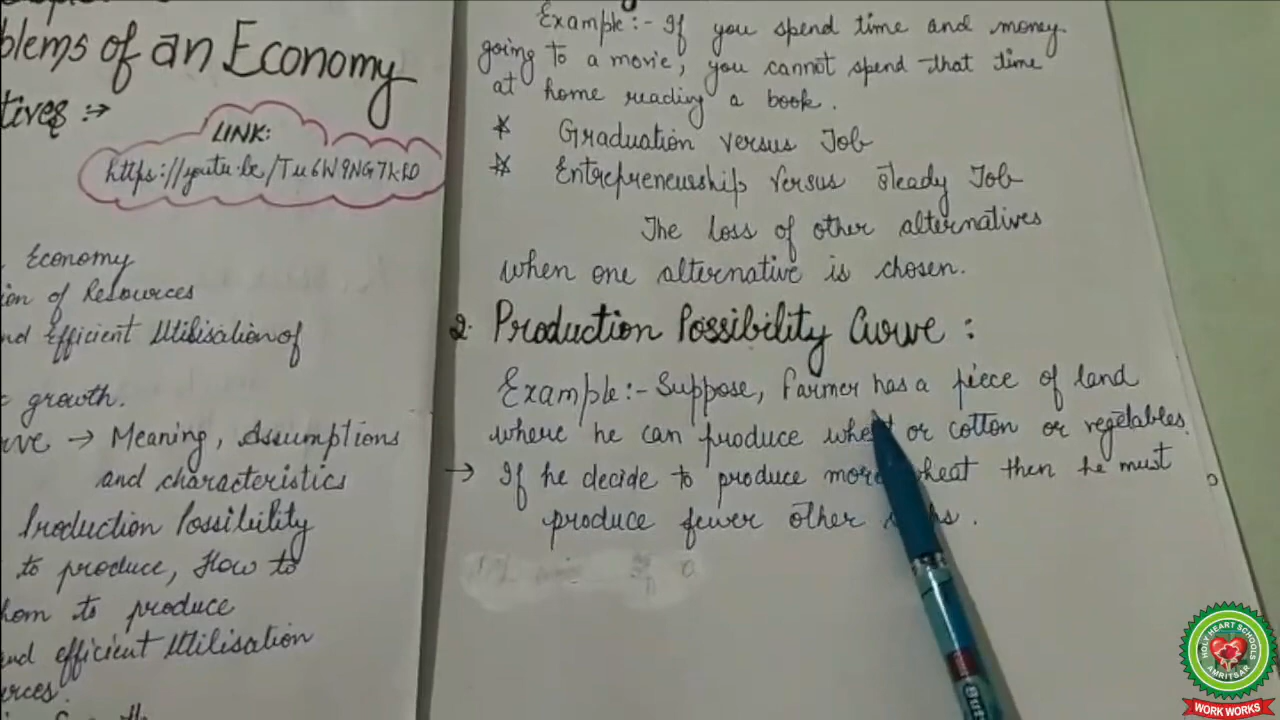 blems of an Economy
tives :→
LINK:
https://youtu.be/Tu6W9NG7KRO
Economy
ion of Resources
nd Efficient Utilisation of
growth.
rve → Meaning, Assumptions
and characteristics
Production Possibility
to produce, How to
hom to produce
nd efficient Utilisation
Example:- If you spend time and money
going to a movie, you cannot spend that time
at home reading a book.
* Graduation versus Job
* Entrepreneurship versus steady Job
The loss of other alternatives
when one alternative is chosen.
2. Production Possibility Curve :
Example:- Suppose, Farmer has a piece of land
where he can produce or cotton or vegetables.
→ If he decide to produce more then he must
produce fewer other
HOLY HEART SCHOOLS
AMRITSAR
WORK WORKS